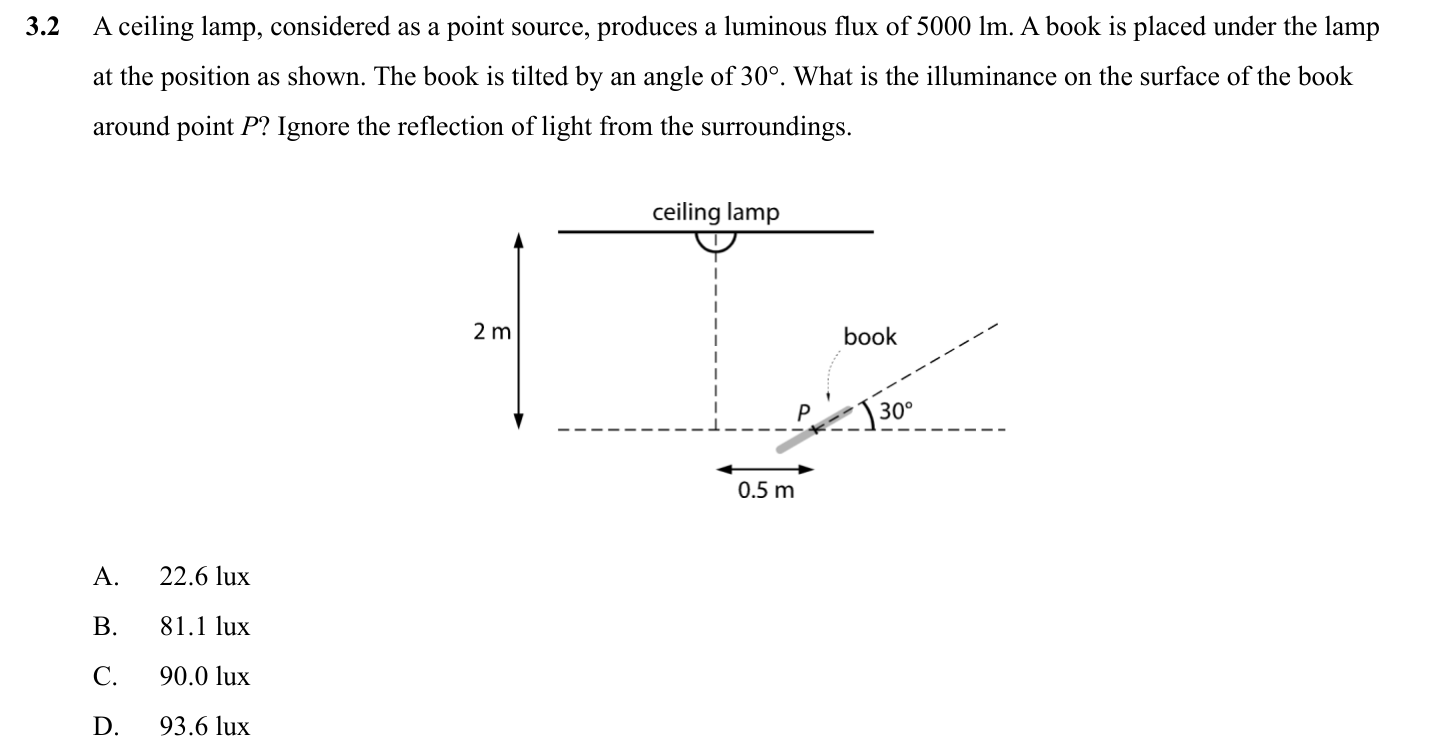 3.2 A ceiling lamp, considered as a point source, produces a luminous flux of 5000 lm. A book is placed under the lamp
at the position as shown. The book is tilted by an angle of 30°. What is the illuminance on the surface of the book
around point P? Ignore the reflection of light from the surroundings.
ceiling lamp
2 m
book
P
30°
0.5 m
A. 22.6 lux
B. 81.1 lux
C. 90.0 lux
D. 93.6 lux